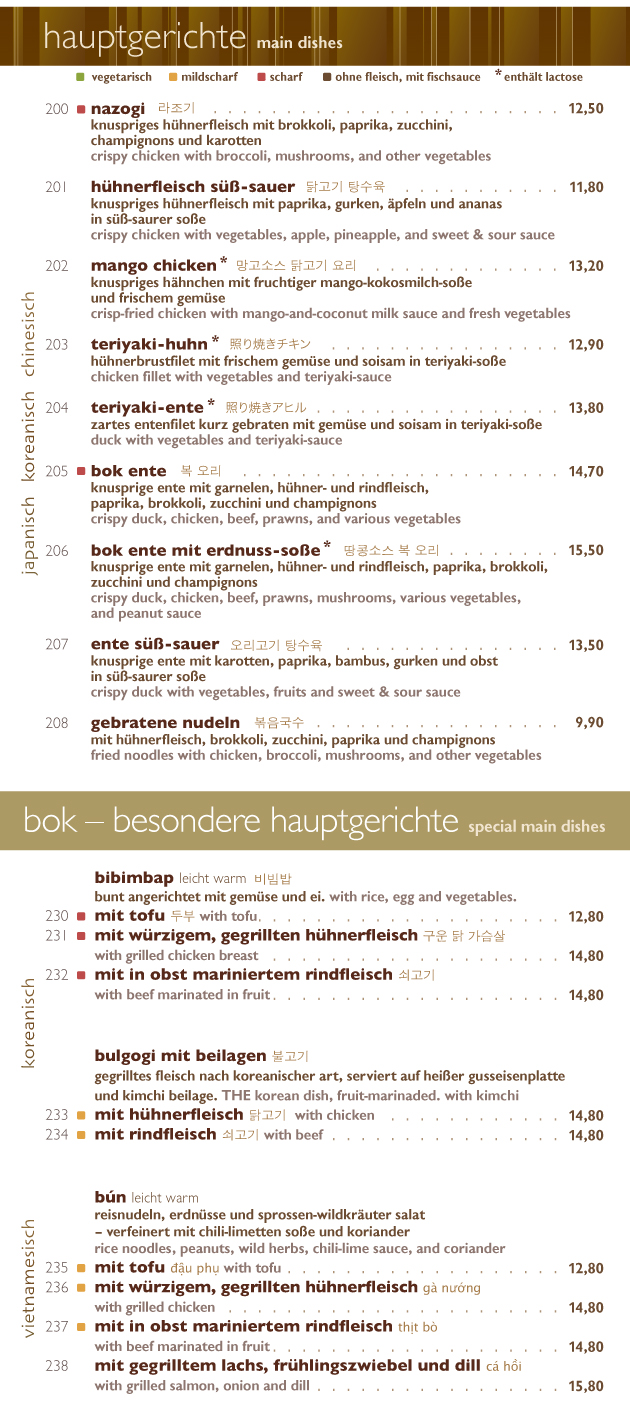 hauptgerichte main dishes
vegetarisch mildscharf scharf ohne fleisch, mit fischsauce *enthält lactose
200 nazogi 라조기 12,50
knuspriges hühnerfleisch mit brokkoli, paprika, zucchini,
champignons und karotten
crispy chicken with broccoli, mushrooms, and other vegetables
201 hühnerfleisch süß-sauer 닭고기 탕수육 11,80
knuspriges hühnerfleisch mit paprika, gurken, äpfeln und ananas
in süß-saurer soße
crispy chicken with vegetables, apple, pineapple, and sweet & sour sauce
202 mango chicken* 망고소스 닭고기 요리 13,20
knuspriges hähnchen mit fruchtiger mango-kokosmilch-soße
und frischem gemüse
crisp-fried chicken with mango-and-coconut milk sauce and fresh vegetables
203 teriyaki-huhn* 照り焼きチキン 12,90
hühnerbrustfilet mit frischem gemüse und soisam in teriyaki-soße
chicken fillet with vegetables and teriyaki-sauce
204 teriyaki-ente* 照り焼きアヒル 13,80
zartes entenfilet kurz gebraten mit gemüse und soisam in teriyaki-soße
duck with vegetables and teriyaki-sauce
205 bok ente 복 오리 14,70
knusprige ente mit garnelen, hühner- und rindfleisch,
paprika, brokkoli, zucchini und champignons
crispy duck, chicken, beef, prawns, and various vegetables
206 bok ente mit erdnuss-soße* 땅콩소스 복 오리 15,50
knusprige ente mit garnelen, hühner- und rindfleisch, paprika, brokkoli,
zucchini und champignons
crispy duck, chicken, beef, prawns, mushrooms, various vegetables,
and peanut sauce
207 ente süß-sauer 오리고기 탕수육 13,50
knusprige ente mit karotten, paprika, bambus, gurken und obst
in süß-saurer soße
crispy duck with vegetables, fruits and sweet & sour sauce
208 gebratene nudeln 볶음국수 9,90
mit hühnerfleisch, brokkoli, zucchini, paprika und champignons
fried noodles with chicken, broccoli, mushrooms, and other vegetables
japanisch koreanisch chinesisch
bok – besondere hauptgerichte special main dishes
bibimbap leicht warm 비빔밥
bunt angerichtet mit gemüse und ei. with rice, egg and vegetables.
230 mit tofu 두부 with tofu 12,80
231 mit würzigem, gegrillten hühnerfleisch 구운 닭 가슴살
with grilled chicken breast 14,80
232 mit in obst mariniertem rindfleisch 쇠고기
with beef marinated in fruit 14,80
koreanisch
bulgogi mit beilagen 불고기
gegrilltes fleisch nach koreanischer art, serviert auf heißer gusseisenplatte
und kimchi beilage. THE korean dish, fruit-marinaded. with kimchi
233 mit hühnerfleisch 닭고기 with chicken 14,80
234 mit rindfleisch 쇠고기 with beef 14,80
bún leicht warm
reisnudeln, erdnüsse und sprossen-wildkräuter salat
– verfeinert mit chili-limetten soße und koriander
rice noodles, peanuts, wild herbs, chili-lime sauce, and coriander
235 mit tofu đậu phụ with tofu 12,80
236 mit würzigem, gegrillten hühnerfleisch gà nướng
with grilled chicken 14,80
237 mit in obst mariniertem rindfleisch thịt bò
with beef marinated in fruit 14,80
238 mit gegrilltem lachs, frühlingszwiebel und dill cá hồi
with grilled salmon, onion and dill 15,80
vietnamesisch